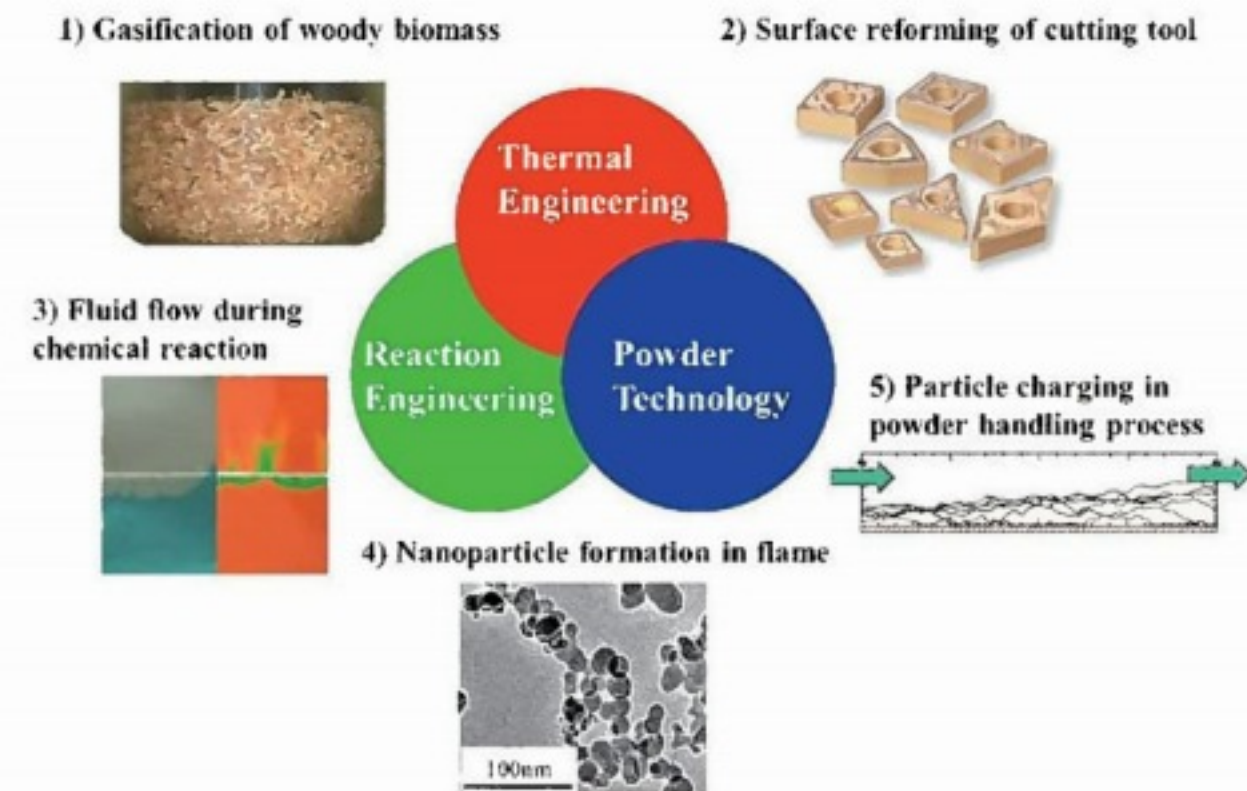 1) Gasification of woody biomass
2) Surface reforming of cutting tool
Thermal
Engineering
3) Fluid flow during
chemical reaction
Reaction
Engineering
Powder
Technology
5) Particle charging in
powder handling process
4) Nanoparticle formation in flame
100nm